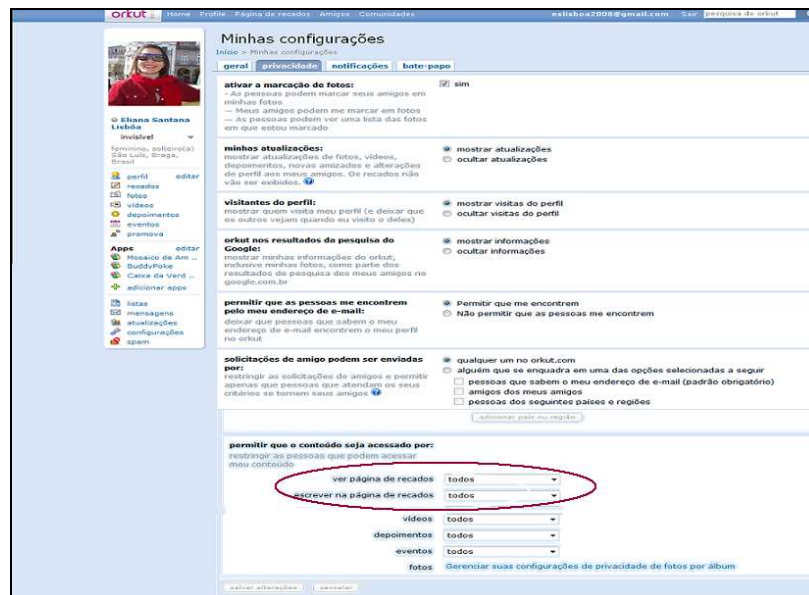 orkut Home Profile Página de recados Amigos Comunidades eslisboa2008@gmail.com Sair pesquisa do orkut
Minhas configurações
Início > Minhas configurações
geral privacidade notificações bate-papo
Eliana Santana
Lisbôa
invisível
feminino, solteiro(a)
São Luís, Braga,
Brasil
perfil editar
recados
fotos
vídeos
depoimentos
eventos
promova
Apps editar
Mosaico de Am ..
BuddyPoke
Caixa da Verd ..
adicionar apps
listas
mensagens
atualizações
configurações
spam
ativar a marcação de fotos:
- As pessoas podem marcar seus amigos em
minhas fotos
-- Meus amigos podem me marcar em fotos
-- As pessoas podem ver uma lista das fotos
em que estou marcado
sim
minhas atualizações:
mostrar atualizações de fotos, vídeos,
depoimentos, novas amizades e alterações
de perfil aos meus amigos. Os recados não
vão ser exibidos.
mostrar atualizações
ocultar atualizações
visitantes do perfil:
mostrar quem visita meu perfil (e deixar que
os outros vejam quando eu visito o deles)
mostrar visitas do perfil
ocultar visitas do perfil
orkut nos resultados da pesquisa do
Google:
mostrar minhas informações do orkut,
inclusive minhas fotos, como parte dos
resultados de pesquisa dos meus amigos no
google.com.br
mostrar informações
ocultar informações
permitir que as pessoas me encontrem
pelo meu endereço de e-mail:
deixar que pessoas que sabem o meu
endereço de e-mail encontrem o meu perfil
no orkut
Permitir que me encontrem
Não permitir que as pessoas me encontrem
solicitações de amigo podem ser enviadas
por:
restringir as solicitações de amigos e permitir
apenas que pessoas que atendam os seus
critérios se tornem seus amigos
qualquer um no orkut.com
alguém que se enquadra em uma das opções selecionadas a seguir
pessoas que sabem o meu endereço de e-mail (padrão obrigatório)
amigos dos meus amigos
pessoas dos seguintes países e regiões
adicionar país ou região
permitir que o conteúdo seja acessado por:
restringir as pessoas que podem acessar
meu conteúdo
ver página de recados todos
escrever na página de recados todos
vídeos todos
depoimentos todos
eventos todos
fotos Gerenciar suas configurações de privacidade de fotos por álbum
salvar alterações cancelar